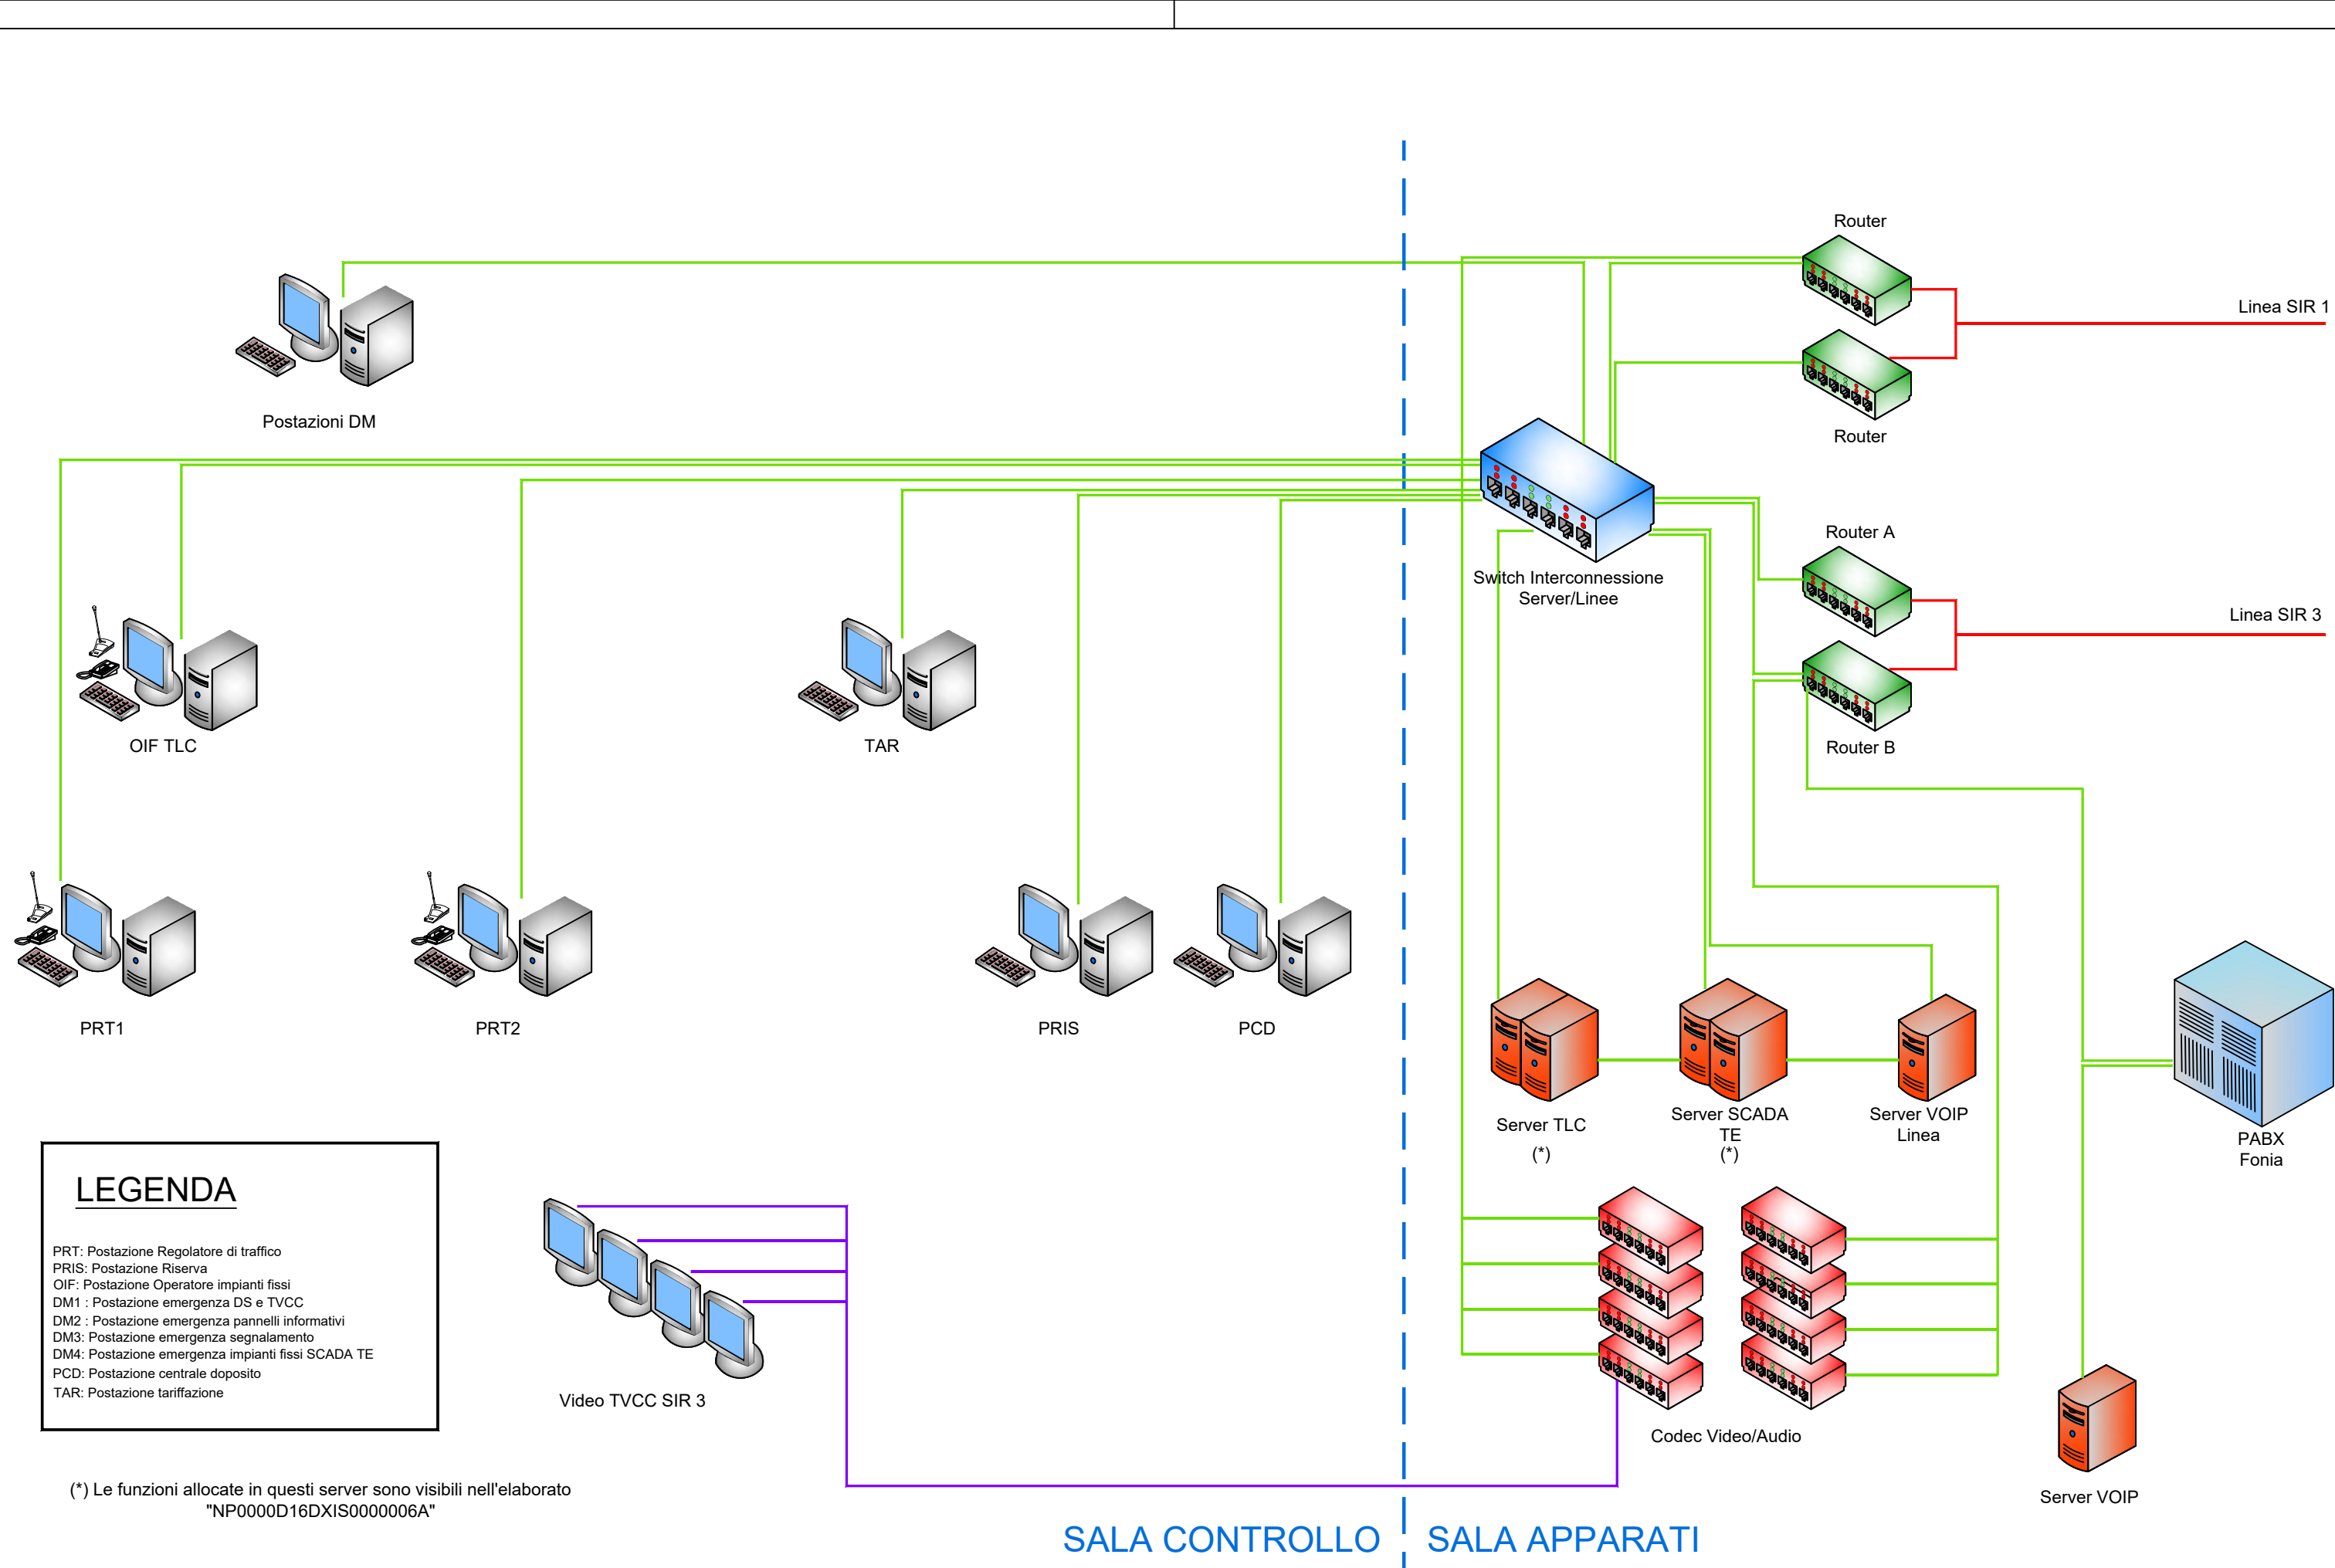 Router
Linea SIR 1
Postazioni DM
Router
Switch Interconnessione
Server/Linee
Router A
Linea SIR 3
OIF TLC
TAR
Router B
PRT1
PRT2
PRIS
PCD
Server TLC
(*)
Server SCADA
TE
(*)
Server VOIP
Linea
PABX
Fonia
LEGENDA
PRT: Postazione Regolatore di traffico
PRIS: Postazione Riserva
OIF: Postazione Operatore impianti fissi
DM1 : Postazione emergenza DS e TVCC
DM2 : Postazione emergenza pannelli informativi
DM3: Postazione emergenza segnalamento
DM4: Postazione emergenza impianti fissi SCADA TE
PCD: Postazione centrale doposito
TAR: Postazione tariffazione
Video TVCC SIR 3
Codec Video/Audio
Server VOIP
(*) Le funzioni allocate in questi server sono visibili nell'elaborato
"NP0000D16DXIS0000006A"
SALA CONTROLLO
SALA APPARATI